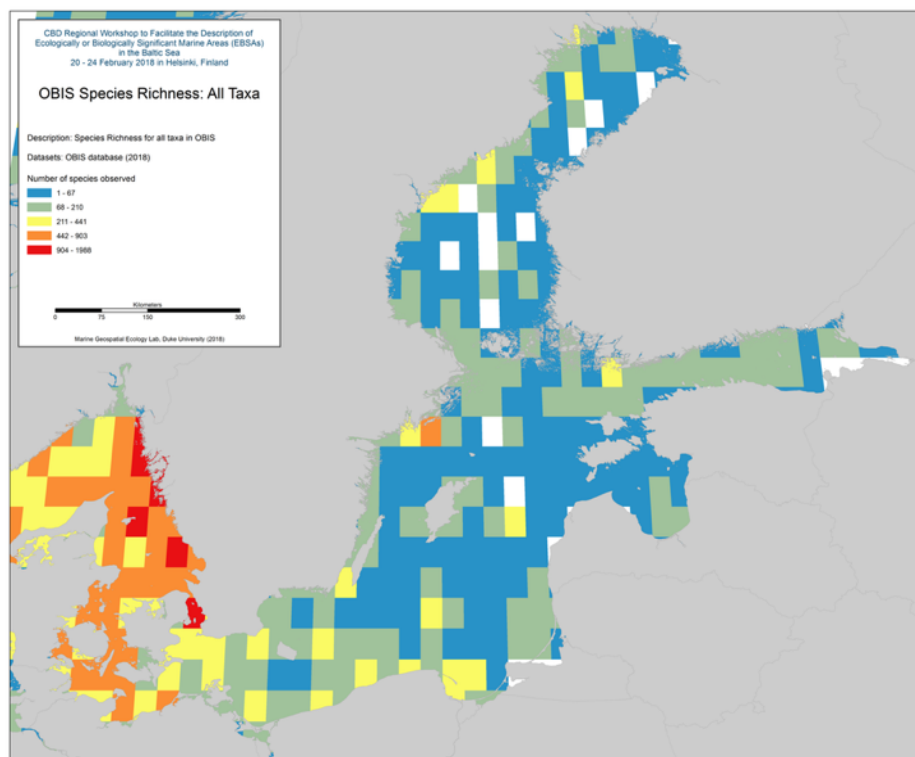 CBD Regional Workshop to Facilitate the Description of
Ecologically or Biologically Significant Marine Areas (EBSAs)
in the Baltic Sea
20 - 24 February 2018 in Helsinki, Finland
OBIS Species Richness: All Taxa
Description: Species Richness for all taxa in OBIS
Datasets: OBIS database (2018)
Number of species observed
1 - 67
68 - 210
211 - 441
442 - 903
904 - 1988
Kilometers
0 75 150 300
Marine Geospatial Ecology Lab, Duke University (2018)